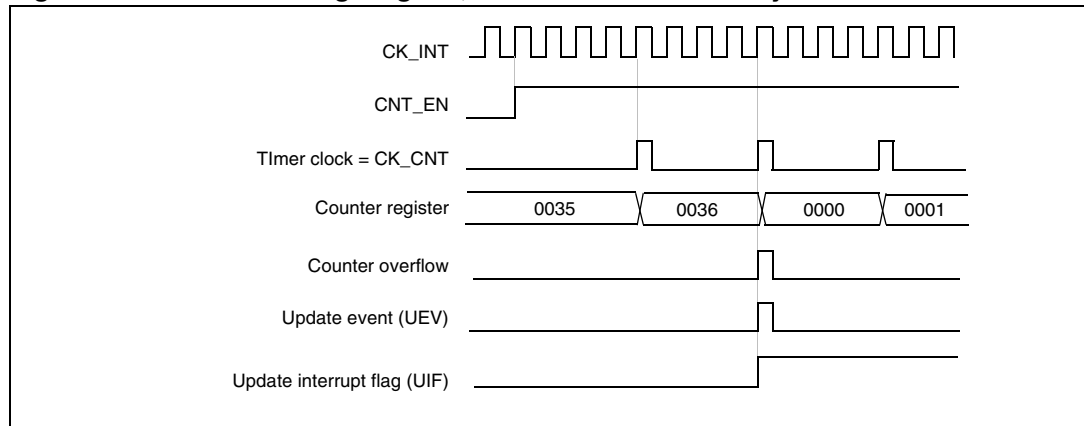 CK_INT
CNT_EN
TImer clock = CK_CNT
Counter register
0035
0036
0000
0001
Counter overflow
Update event (UEV)
Update interrupt flag (UIF)